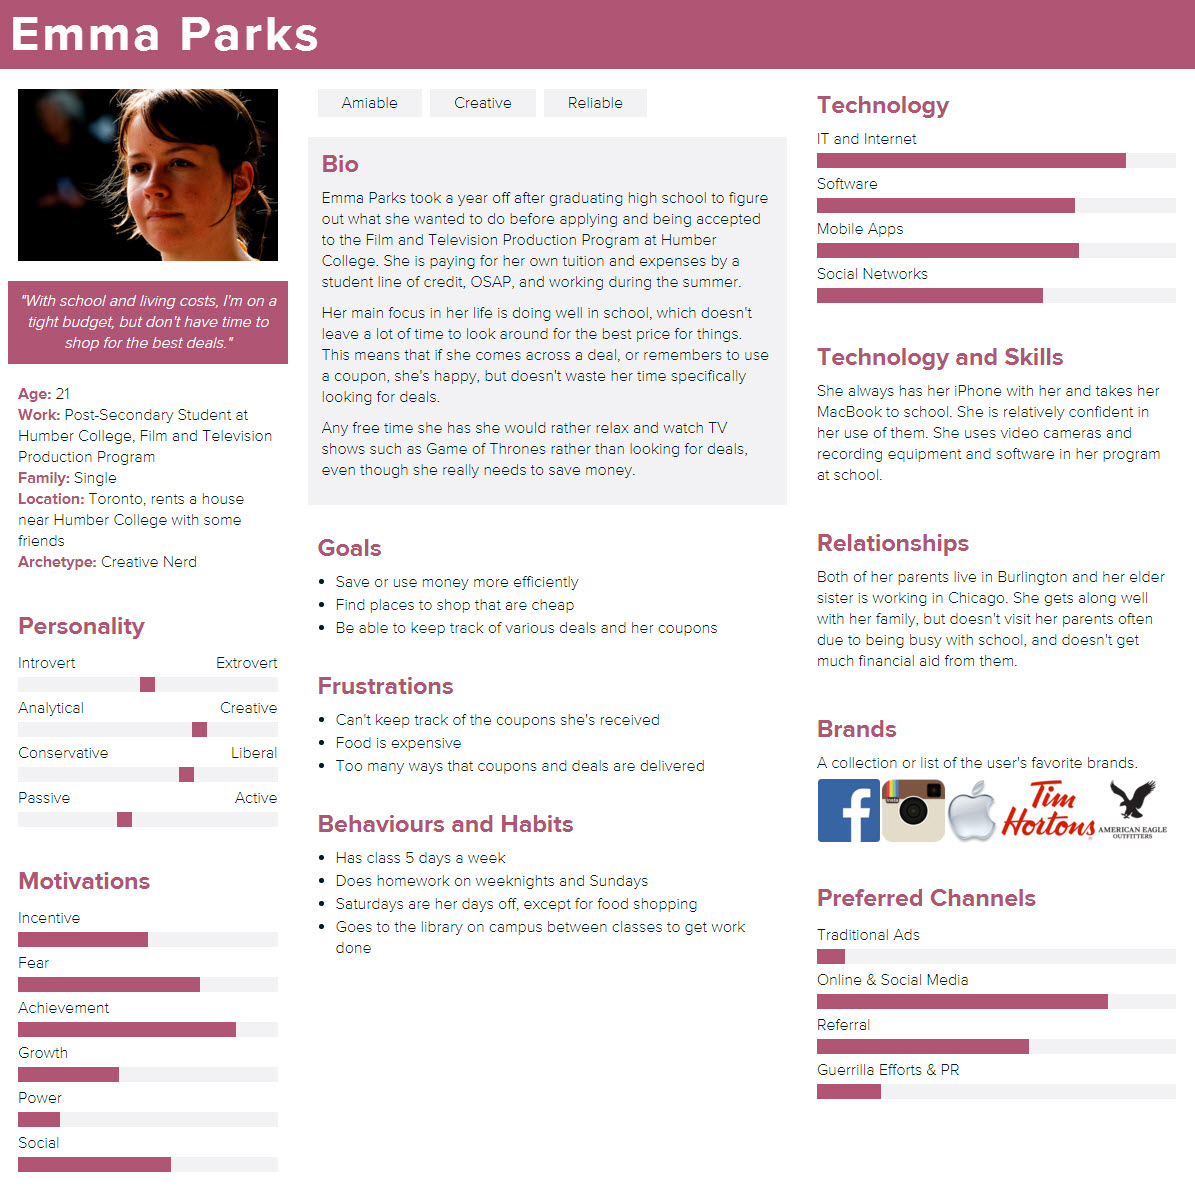 Emma Parks
"With school and living costs, I'm on a
tight budget, but don't have time to
shop for the best deals."
Age: 21
Work: Post-Secondary Student at
Humber College, Film and Television
Production Program
Family: Single
Location: Toronto, rents a house
near Humber College with some
friends
Archetype: Creative Nerd
Personality
Introvert Extrovert
Analytical Creative
Conservative Liberal
Passive Active
Motivations
Incentive
Fear
Achievement
Growth
Power
Social
Amiable Creative Reliable
Bio
Emma Parks took a year off after graduating high school to figure
out what she wanted to do before applying and being accepted
to the Film and Television Production Program at Humber
College. She is paying for her own tuition and expenses by a
student line of credit, OSAP, and working during the summer.
Her main focus in her life is doing well in school, which doesn't
leave a lot of time to look around for the best price for things.
This means that if she comes across a deal, or remembers to use
a coupon, she's happy, but doesn't waste her time specifically
looking for deals.
Any free time she has she would rather relax and watch TV
shows such as Game of Thrones rather than looking for deals,
even though she really needs to save money.
Goals
• Save or use money more efficiently
• Find places to shop that are cheap
• Be able to keep track of various deals and her coupons
Frustrations
• Can't keep track of the coupons she's received
• Food is expensive
• Too many ways that coupons and deals are delivered
Behaviours and Habits
• Has class 5 days a week
• Does homework on weeknights and Sundays
• Saturdays are her days off, except for food shopping
• Goes to the library on campus between classes to get work
done
Technology
IT and Internet
Software
Mobile Apps
Social Networks
Technology and Skills
She always has her iPhone with her and takes her
MacBook to school. She is relatively confident in
her use of them. She uses video cameras and
recording equipment and software in her program
at school.
Relationships
Both of her parents live in Burlington and her elder
sister is working in Chicago. She gets along well
with her family, but doesn't visit her parents often
due to being busy with school, and doesn't get
much financial aid from them.
Brands
A collection or list of the user's favorite brands.
f
Insta
Tim
Hortons
AMERICAN EAGLE
OUTFITTERS
Preferred Channels
Traditional Ads
Online & Social Media
Referral
Guerrilla Efforts & PR